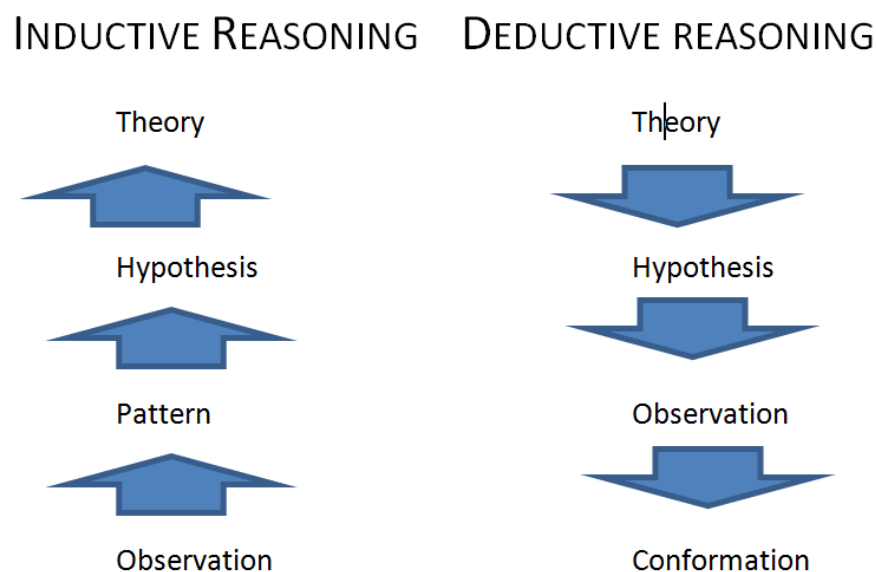 INDUCTIVE REASONING
Theory
Hypothesis
Pattern
Observation
DEDUCTIVE REASONING
Theory
Hypothesis
Observation
Conformation